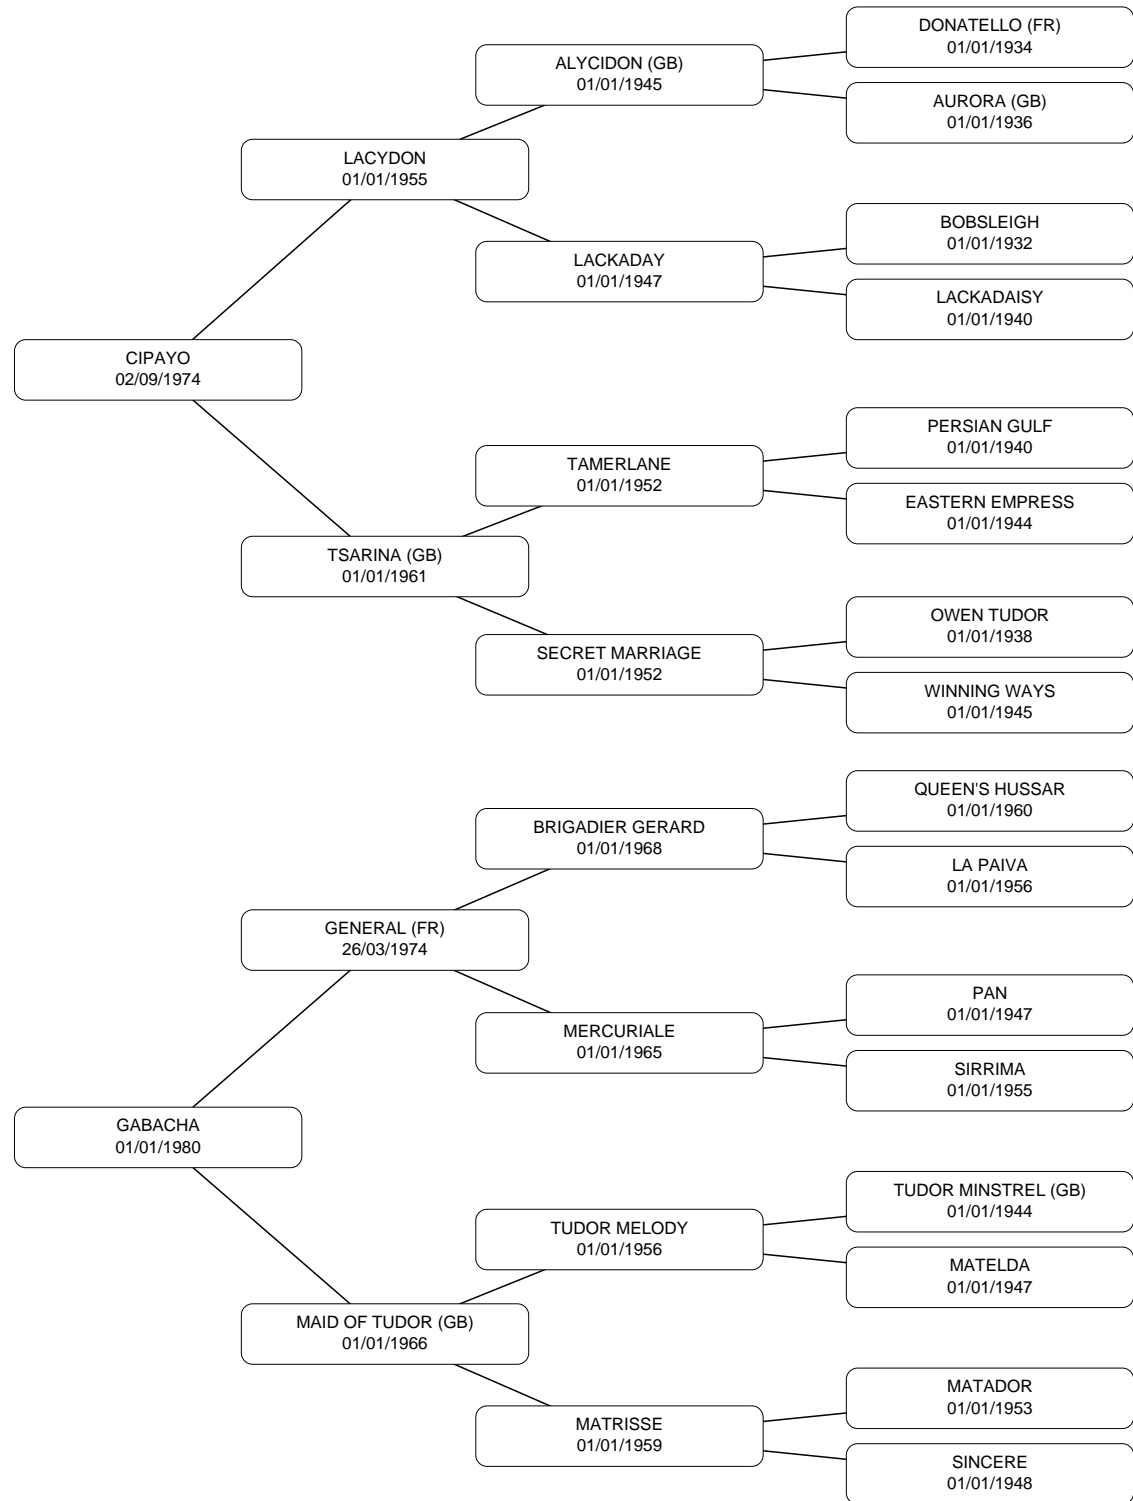 DONATELLO (FR)
01/01/1934
ALYCIDON (GB)
01/01/1945
AURORA (GB)
01/01/1936
LACYDON
01/01/1955
BOBSLEIGH
01/01/1932
LACKADAY
01/01/1947
LACKADAISY
01/01/1940
CIPAYO
02/09/1974
PERSIAN GULF
01/01/1940
TAMERLANE
01/01/1952
EASTERN EMPRESS
01/01/1944
TSARINA (GB)
01/01/1961
OWEN TUDOR
01/01/1938
SECRET MARRIAGE
01/01/1952
WINNING WAYS
01/01/1945
QUEEN'S HUSSAR
01/01/1960
BRIGADIER GERARD
01/01/1968
LA PAIVA
01/01/1956
GENERAL (FR)
26/03/1974
PAN
01/01/1947
MERCURIALE
01/01/1965
SIRRIMA
01/01/1955
GABACHA
01/01/1980
TUDOR MINSTREL (GB)
01/01/1944
TUDOR MELODY
01/01/1956
MATELDA
01/01/1947
MAID OF TUDOR (GB)
01/01/1966
MATADOR
01/01/1953
MATRISSE
01/01/1959
SINCERE
01/01/1948